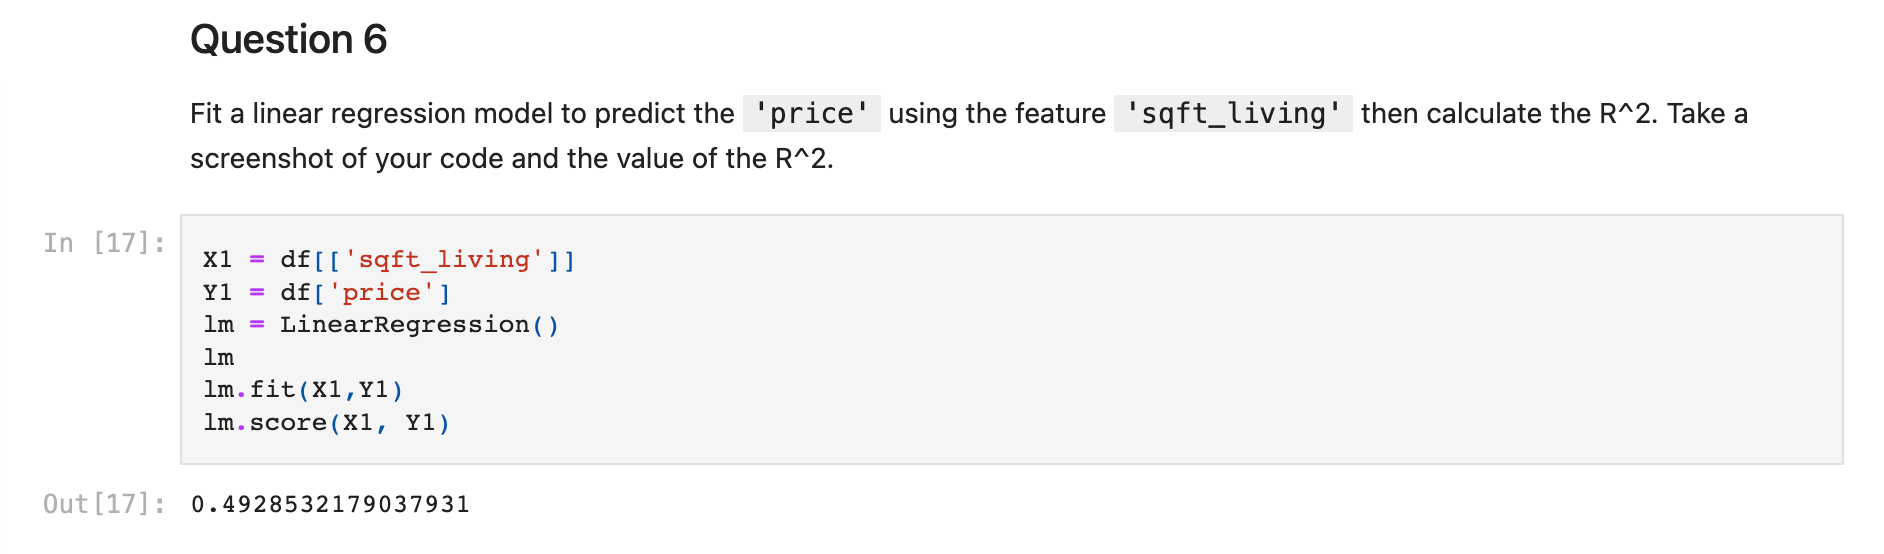 Question 6
Fit a linear regression model to predict the 'price' using the feature 'sqft_living' then calculate the R^2. Take a
screenshot of your code and the value of the R^2.
In [17]:
X1 = df[['sqft_living']]
Y1 = df['price']
lm = LinearRegression()
lm
lm.fit(X1,Y1)
lm.score(X1, Y1)
Out[17]: 0.4928532179037931